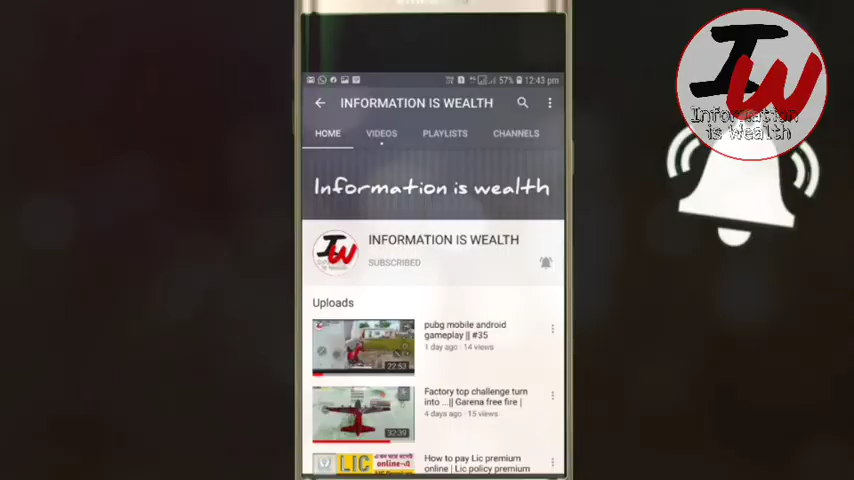 57% 12:43 pm
INFORMATION IS WEALTH
HOME VIDEOS PLAYLISTS CHANNELS
Information is wealth
INFORMATION IS WEALTH
SUBSCRIBED
Uploads
pubg mobile android
gameplay || #35
1 day ago · 14 views
22:53
Factory top challenge turn
into ...|| Garena free fire |
4 days ago · 15 views
32:39
How to pay Lic premium
online | Lic policy premium
LIC
online-এ
IW
IW
Information
is Wealth